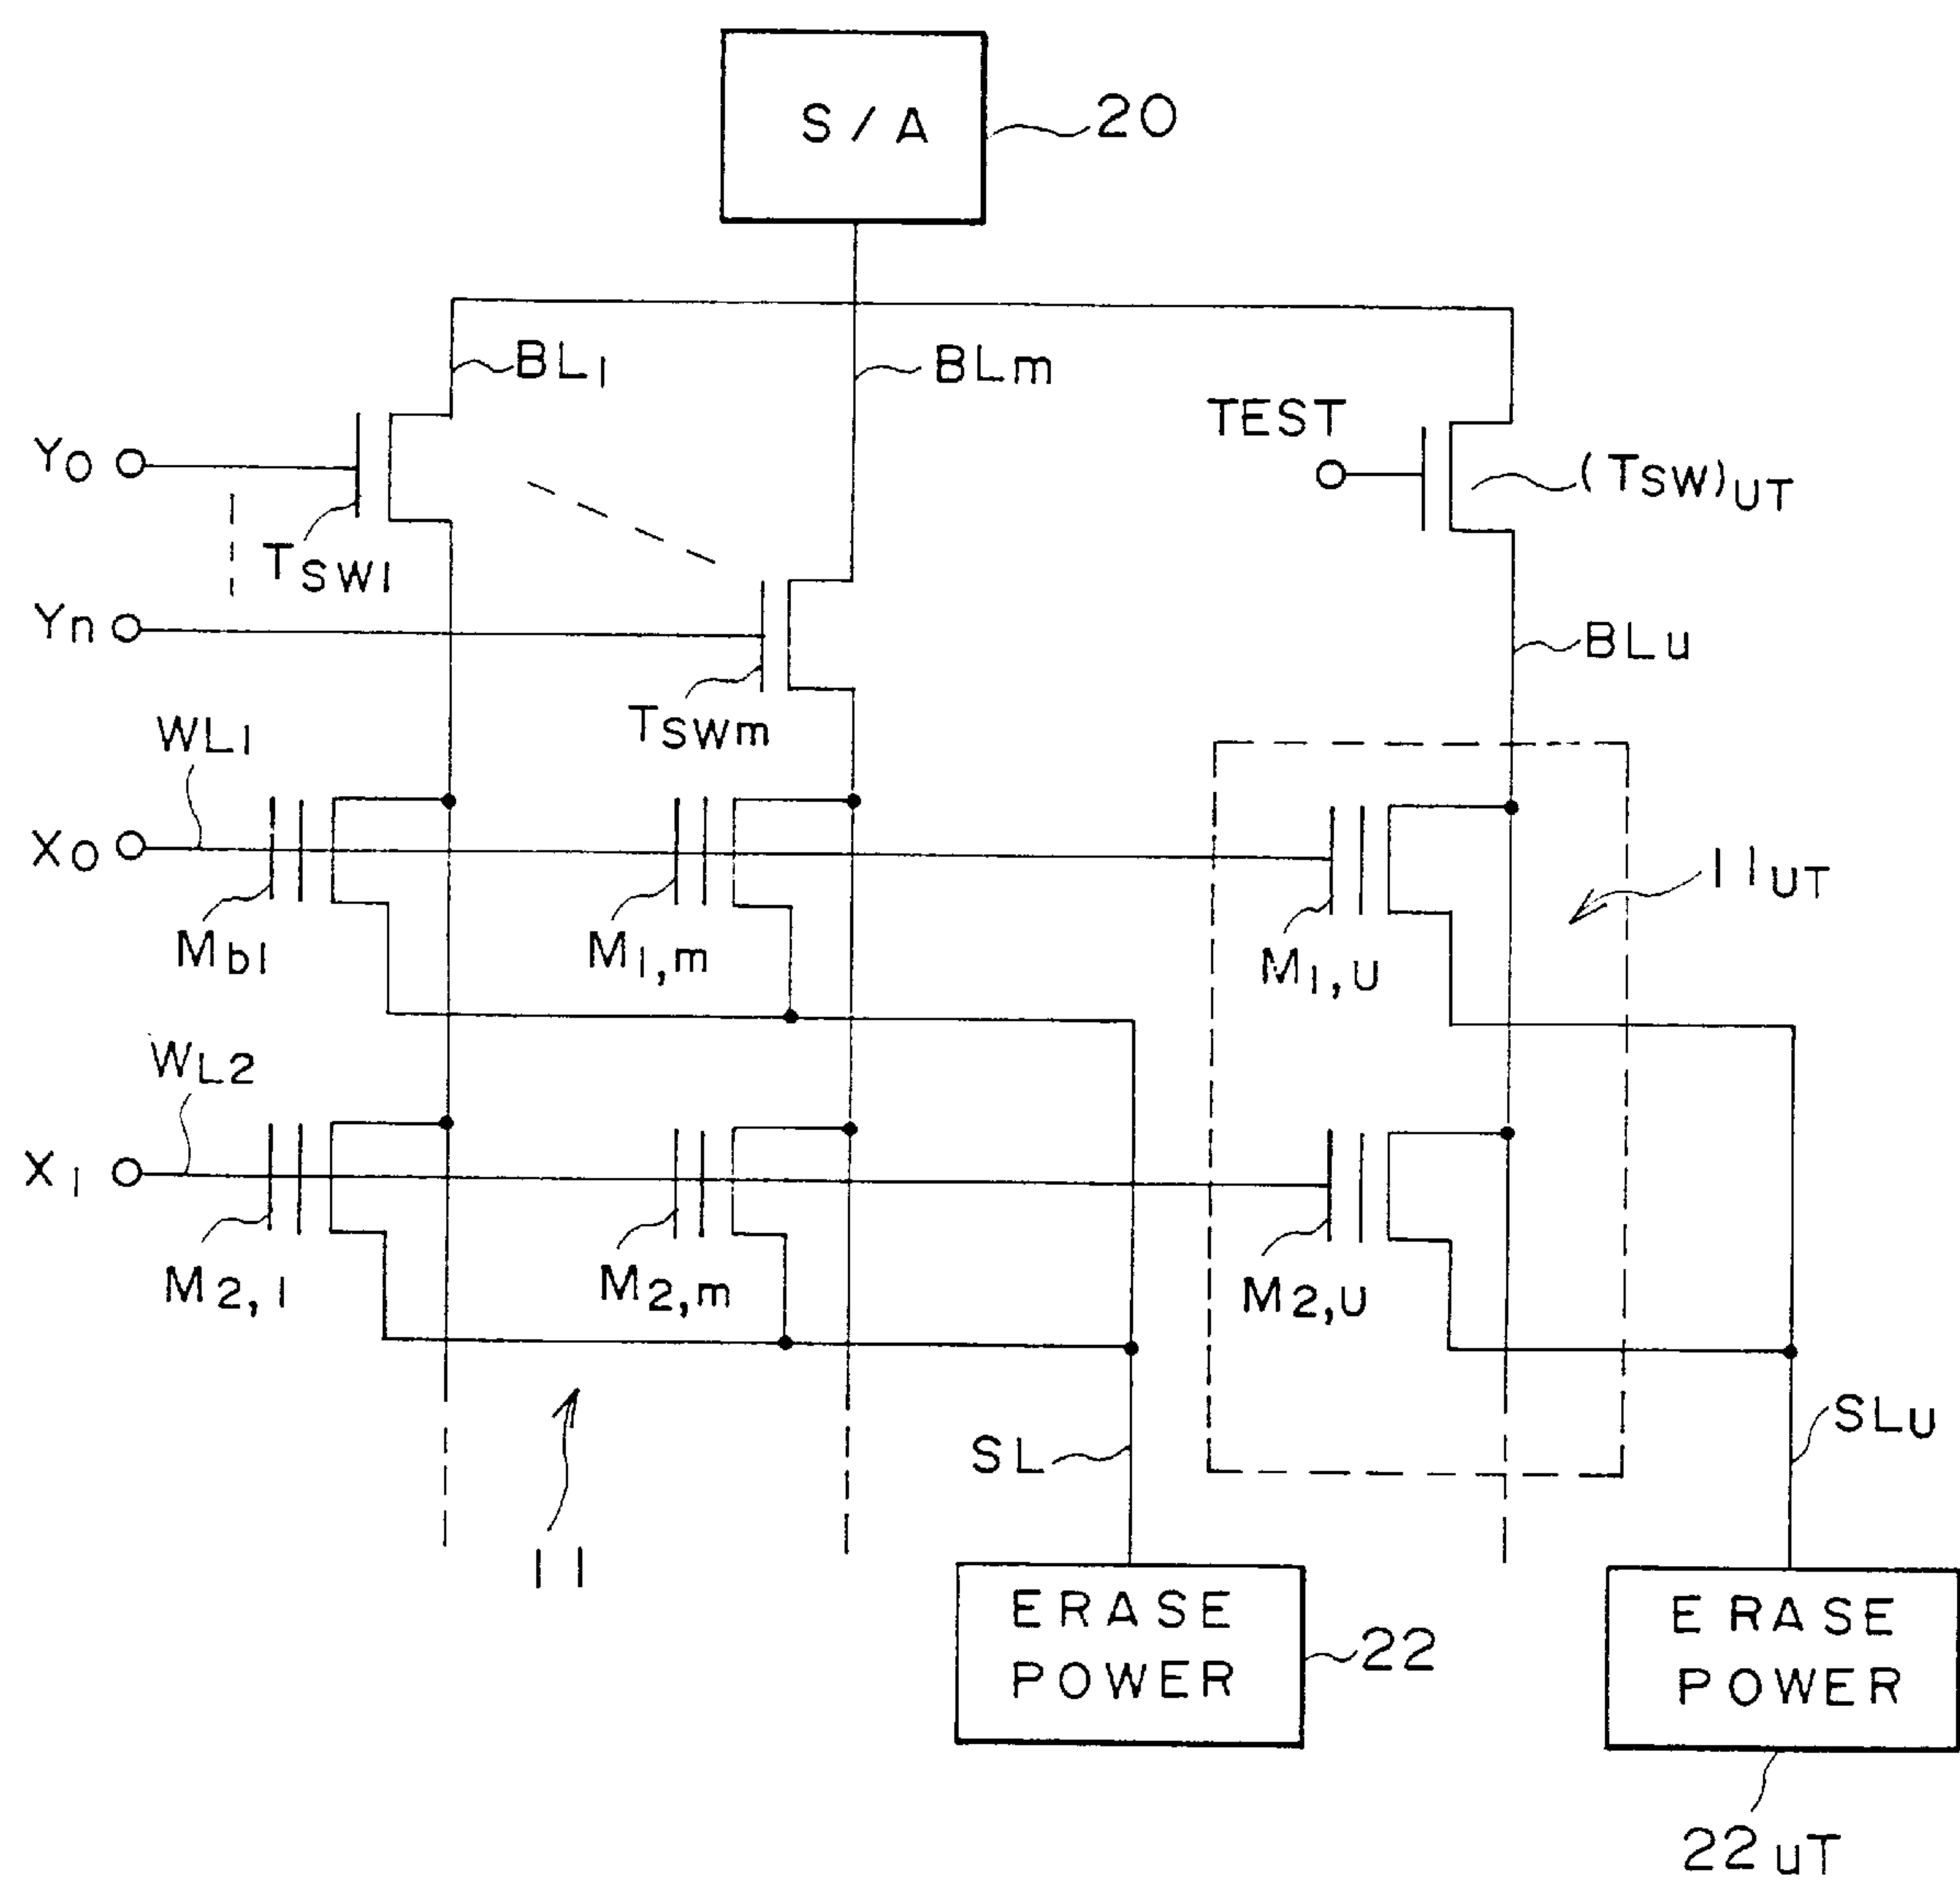 S/A
20
BL1
BLm
TEST
Y0
(TSW)UT
TSW1
Yn
BLu
TSWm
WL1
X0
11UT
Mb1
M1,m
M1,U
WL2
X1
M2,1
M2,m
M2,U
SL
SLU
11
ERASE
POWER
22
ERASE
POWER
22uT